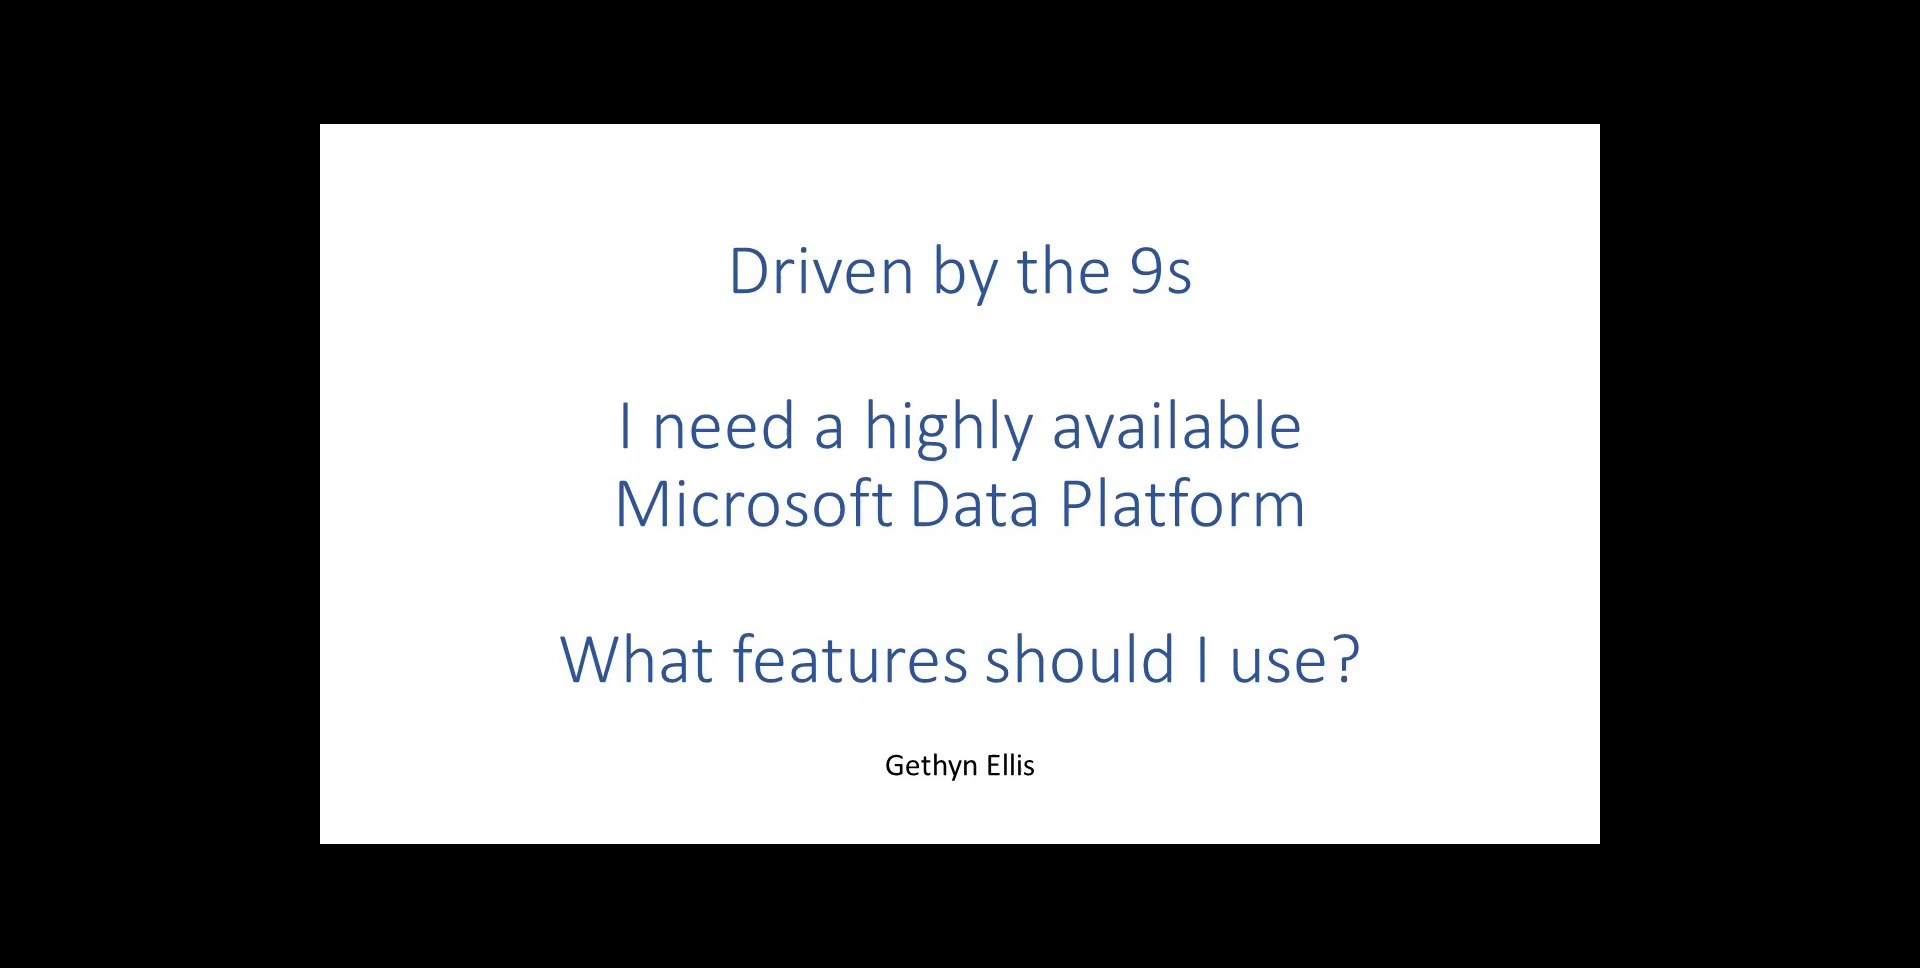 Driven by the 9s
I need a highly available
Microsoft Data Platform
What features should I use?
Gethyn Ellis